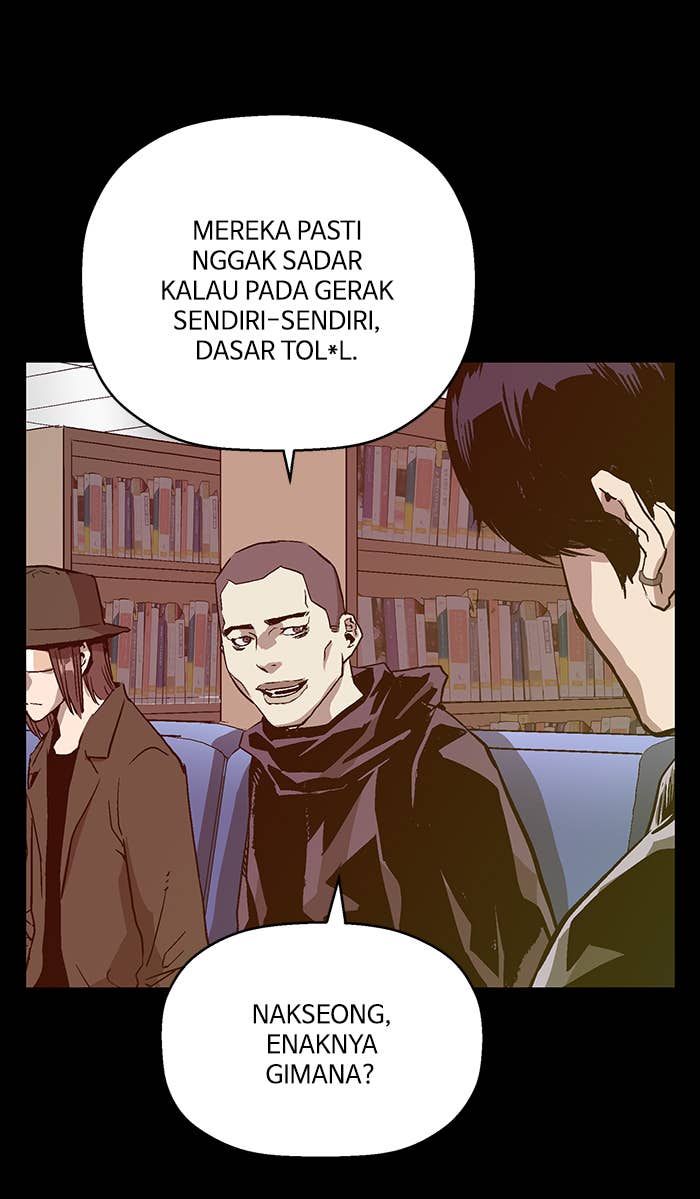 MEREKA PASTI
NGGAK SADAR
KALAU PADA GERAK
SENDIRI-SENDIRI,
DASAR TOL*L.
NAKSEONG,
ENAKNYA
GIMANA?